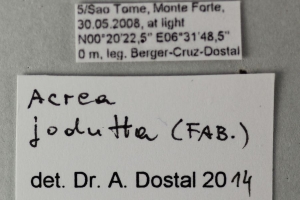 5/Sao Tome, Monte Forte,
30.05.2008, at light
N00°20'22,5" E06°31'48,5"
0 m, leg. Berger-Cruz-Dostal
Acrea
jodutta (FAB.)
det. Dr. A. Dostal 2014